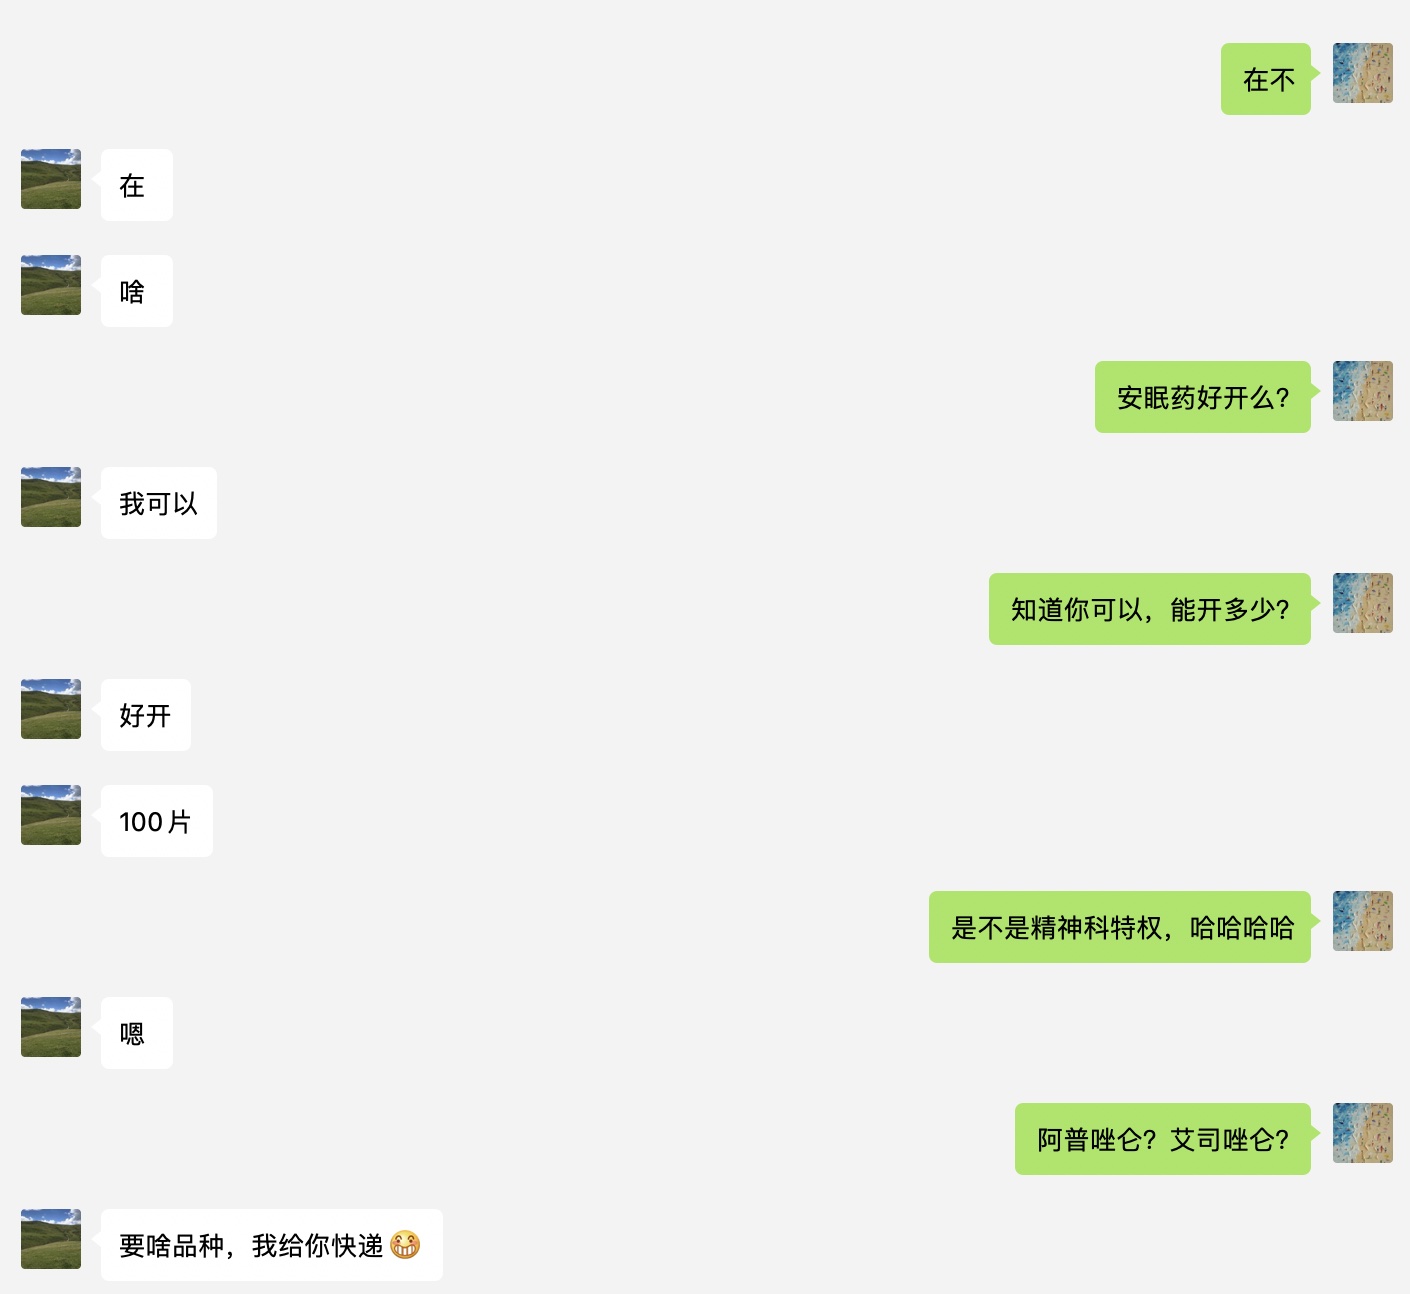 在不
在
啥
安眠药好开么？
我可以
知道你可以，能开多少？
好开
100片
是不是精神科特权，哈哈哈哈
嗯
阿普唑仑？艾司唑仑？
要啥品种，我给你快递😁